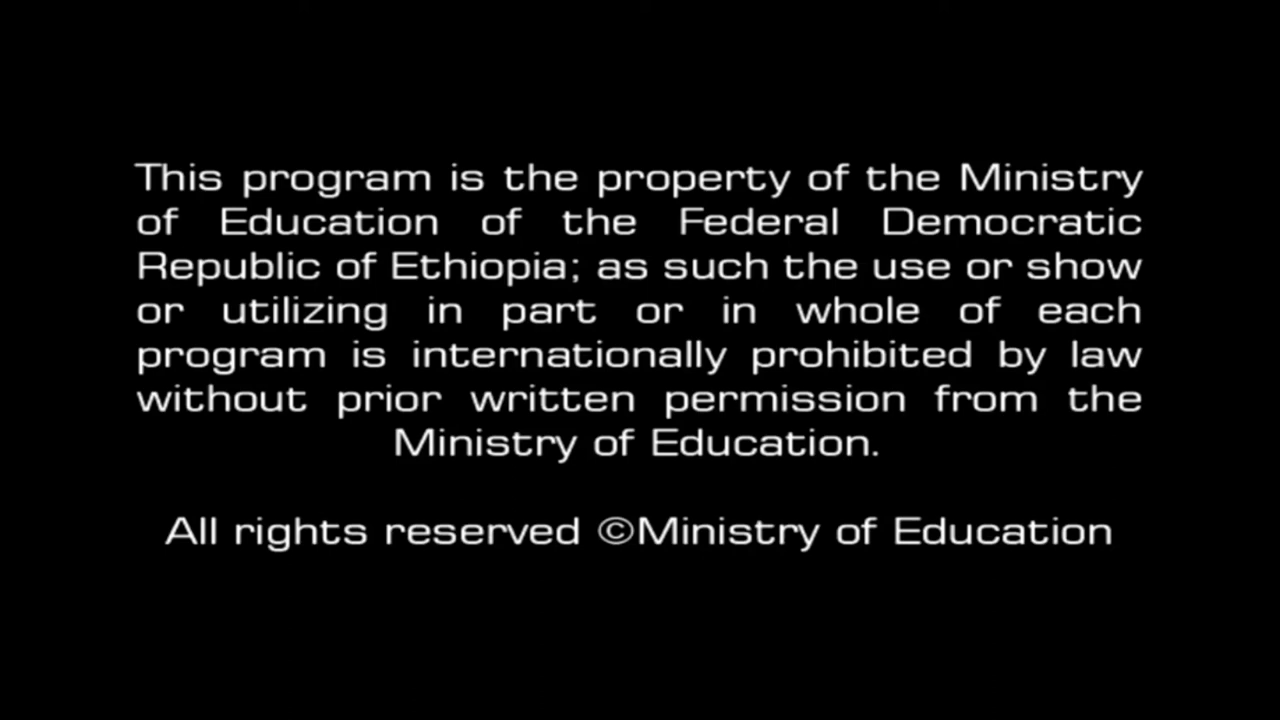 This program is the property of the Ministry
of Education of the Federal Democratic
Republic of Ethiopia; as such the use or show
or utilizing in part or in whole of each
program is internationally prohibited by law
without prior written permission from the
Ministry of Education.
All rights reserved ©Ministry of Education